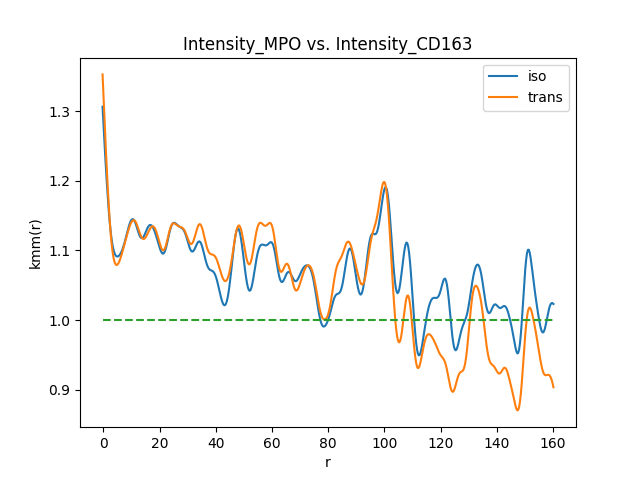 Intensity_MPO vs. Intensity_CD163
iso
trans
kmm(r)
1.3
1.2
1.1
1.0
0.9
0 20 40 60 80 100 120 140 160
r